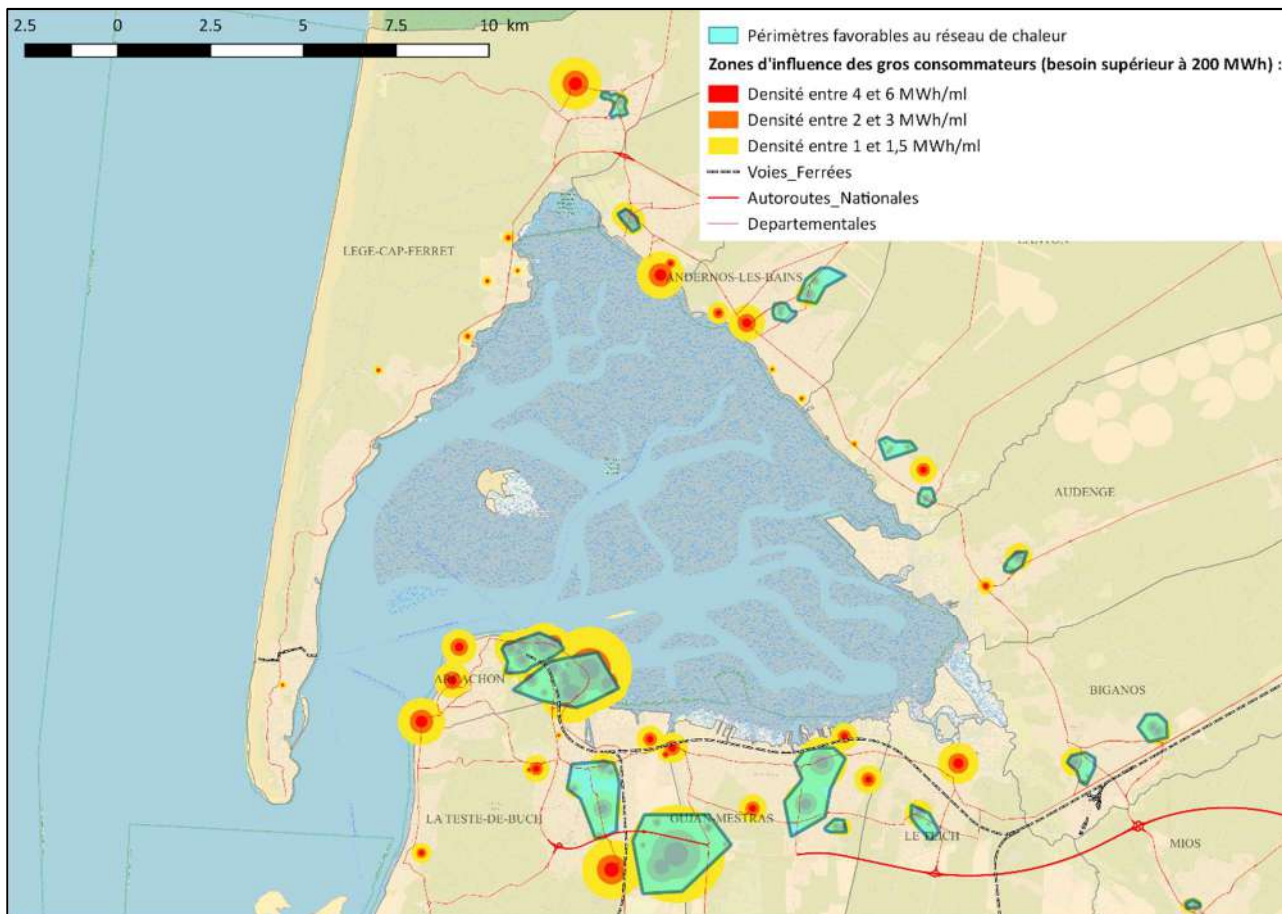 2.5 0 2.5 5 7.5 10 km
Périmètres favorables au réseau de chaleur
Zones d'influence des gros consommateurs (besoin supérieur à 200 MWh) :
Densité entre 4 et 6 MWh/ml
Densité entre 2 et 3 MWh/ml
Densité entre 1 et 1,5 MWh/ml
Voies_Ferrées
Autoroutes_Nationales
Departementales
LEGE-CAP-FERRET
LANTON
ANDERNOS-LES-BAINS
AUDENGE
ARCACHON
BIGANOS
LA TESTE-DE-BUCH
GUJAN-MESTRAS
LE TEICH
MIOS